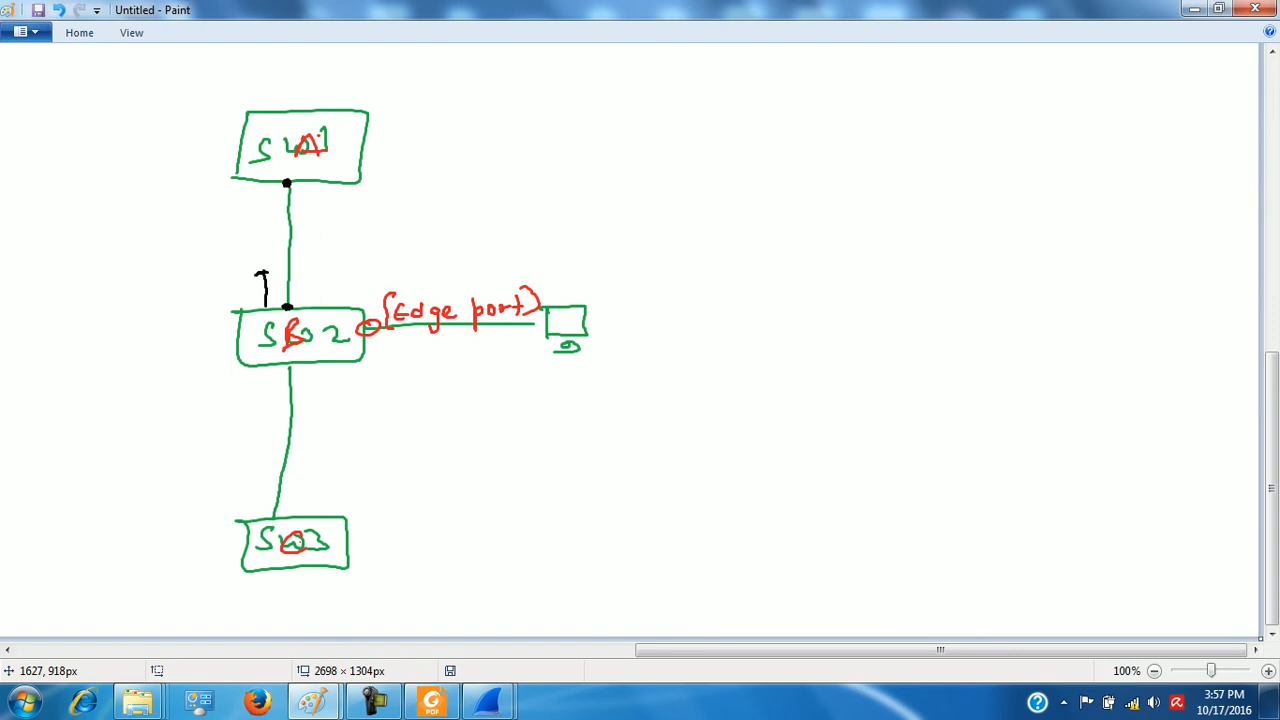 Untitled - Paint
Home View
SW1
A
{Edge port}
SW2
B
SW3
1627, 918px
2698 × 1304px
100%
PDF
3:57 PM
10/17/2016